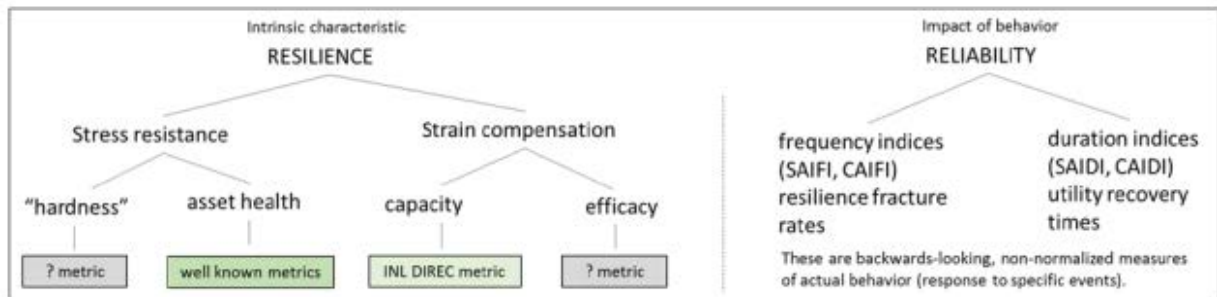 Intrinsic characteristic
RESILIENCE
Stress resistance
Strain compensation
"hardness"
asset health
capacity
efficacy
? metric
well known metrics
INL DIREC metric
? metric
Impact of behavior
RELIABILITY
frequency indices
(SAIFI, CAIFI)
resilience fracture
rates
duration indices
(SAIDI, CAIDI)
utility recovery
times
These are backwards-looking, non-normalized measures
of actual behavior (response to specific events).